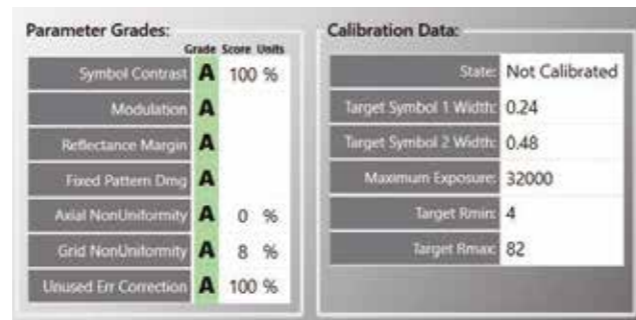 Parameter Grades:
Grade Score Units
Symbol Contrast A 100 %
Modulation A
Reflectance Margin A
Fixed Pattern Dmg A
Axial NonUniformity A 0 %
Grid NonUniformity A 8 %
Unused Err Correction A 100 %
Calibration Data:
State: Not Calibrated
Target Symbol 1 Width: 0.24
Target Symbol 2 Width: 0.48
Maximum Exposure: 32000
Target Rmin: 4
Target Rmax: 82